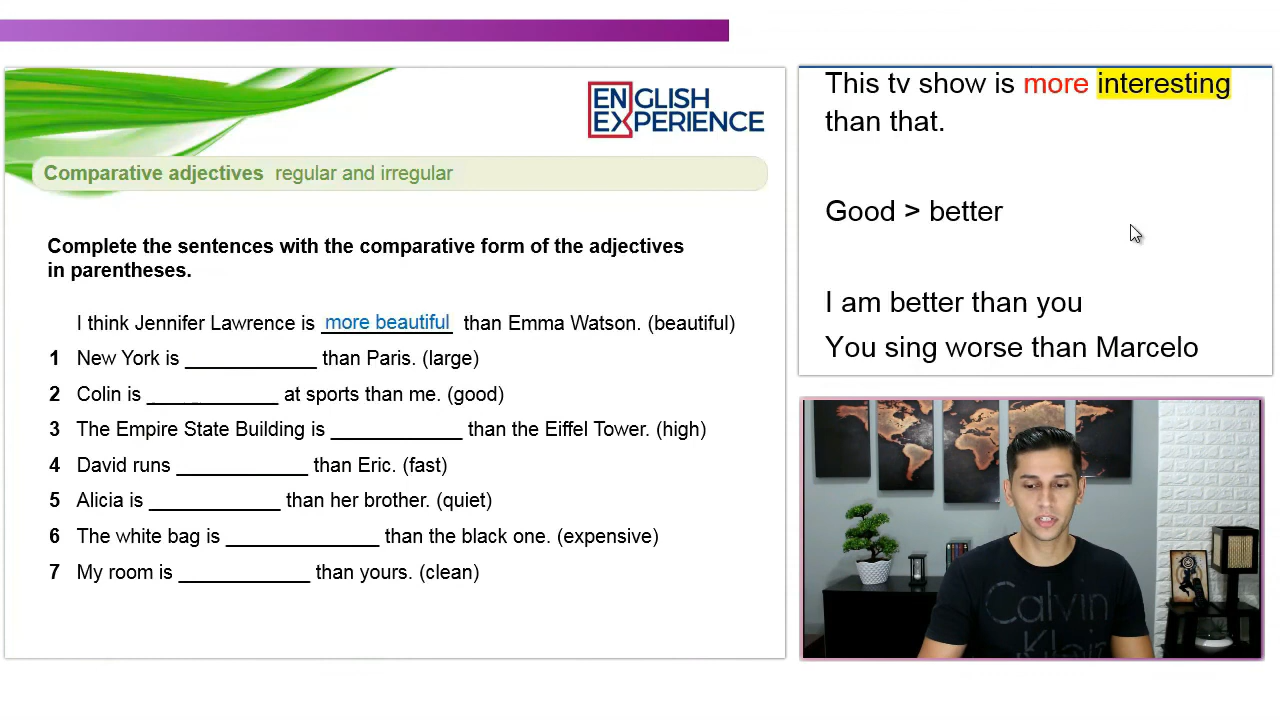 ENGLISH
EXPERIENCE
Comparative adjectives regular and irregular
Complete the sentences with the comparative form of the adjectives
in parentheses.
I think Jennifer Lawrence is more beautiful than Emma Watson. (beautiful)
1 New York is ____________ than Paris. (large)
2 Colin is ____________ at sports than me. (good)
3 The Empire State Building is ____________ than the Eiffel Tower. (high)
4 David runs ____________ than Eric. (fast)
5 Alicia is ____________ than her brother. (quiet)
6 The white bag is ______________ than the black one. (expensive)
7 My room is ____________ than yours. (clean)
This tv show is more interesting
than that.
Good > better
I am better than you
You sing worse than Marcelo
Calvin
Klein